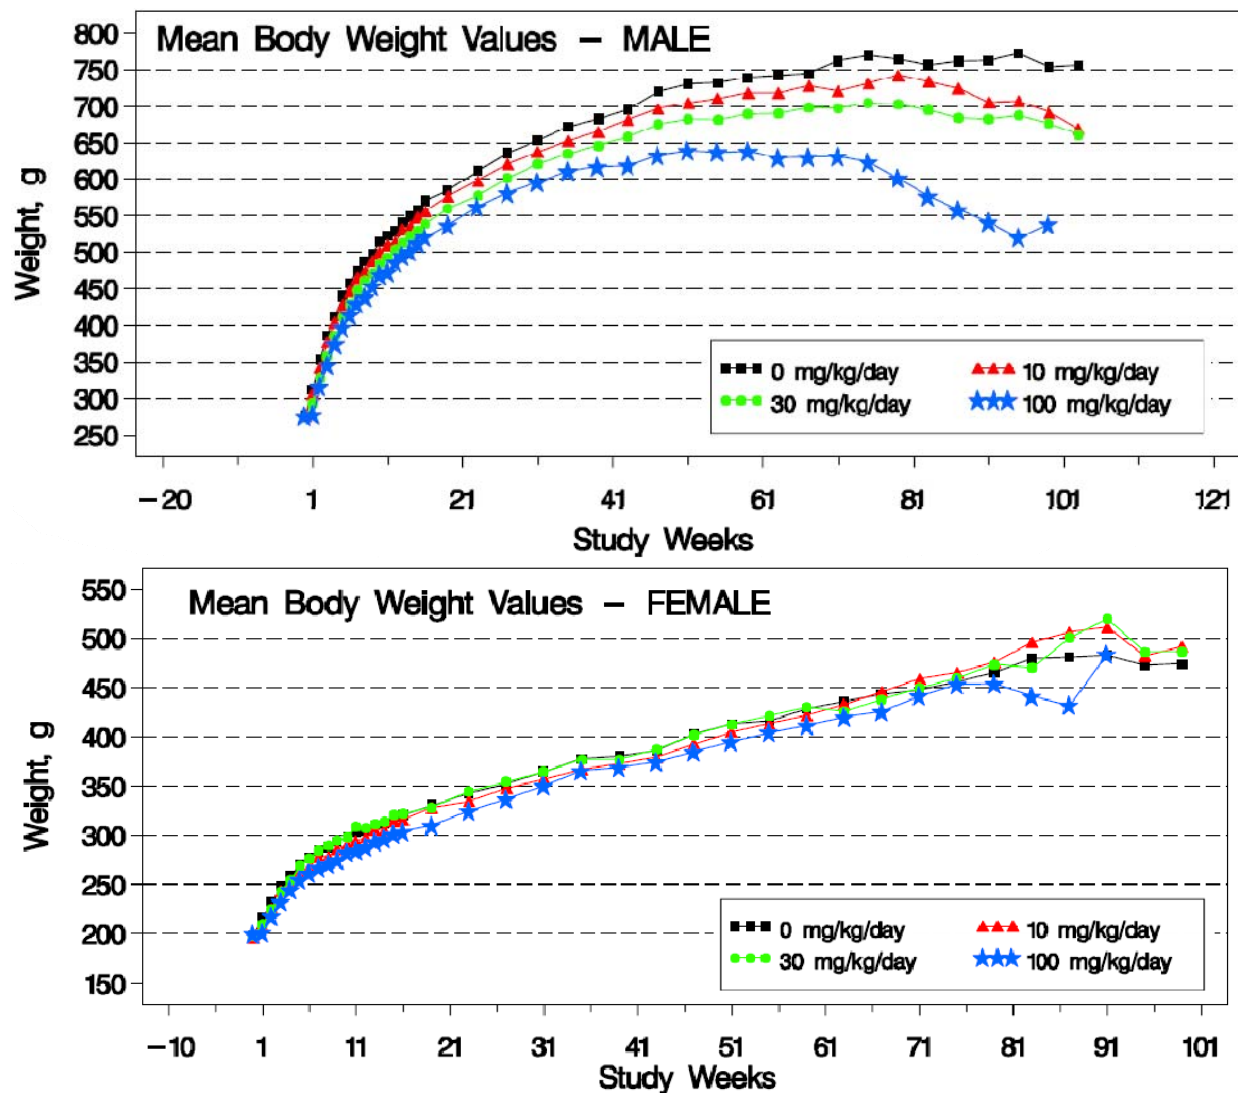 Mean Body Weight Values – MALE
800
750
700
650
600
550
500
450
400
350
300
250
Weight, g
0 mg/kg/day
10 mg/kg/day
30 mg/kg/day
100 mg/kg/day
−20 1 21 41 61 81 101 121
Study Weeks
Mean Body Weight Values – FEMALE
550
500
450
400
350
300
250
200
150
Weight, g
0 mg/kg/day
10 mg/kg/day
30 mg/kg/day
100 mg/kg/day
−10 1 11 21 31 41 51 61 71 81 91 101
Study Weeks